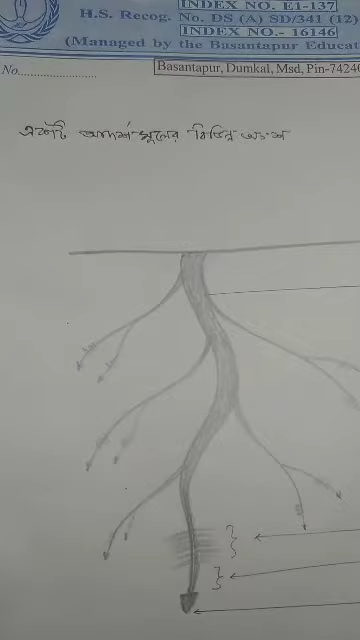 INDEX NO. E1-137
H.S. Recog. No. DS (A) SD/341 (12)
INDEX NO.- 16146
(Managed by the Basantapur Educat
No.....................
Basantapur, Dumkal, Msd, Pin-74240
একটি আদর্শ মূলের বিভিন্ন অংশ